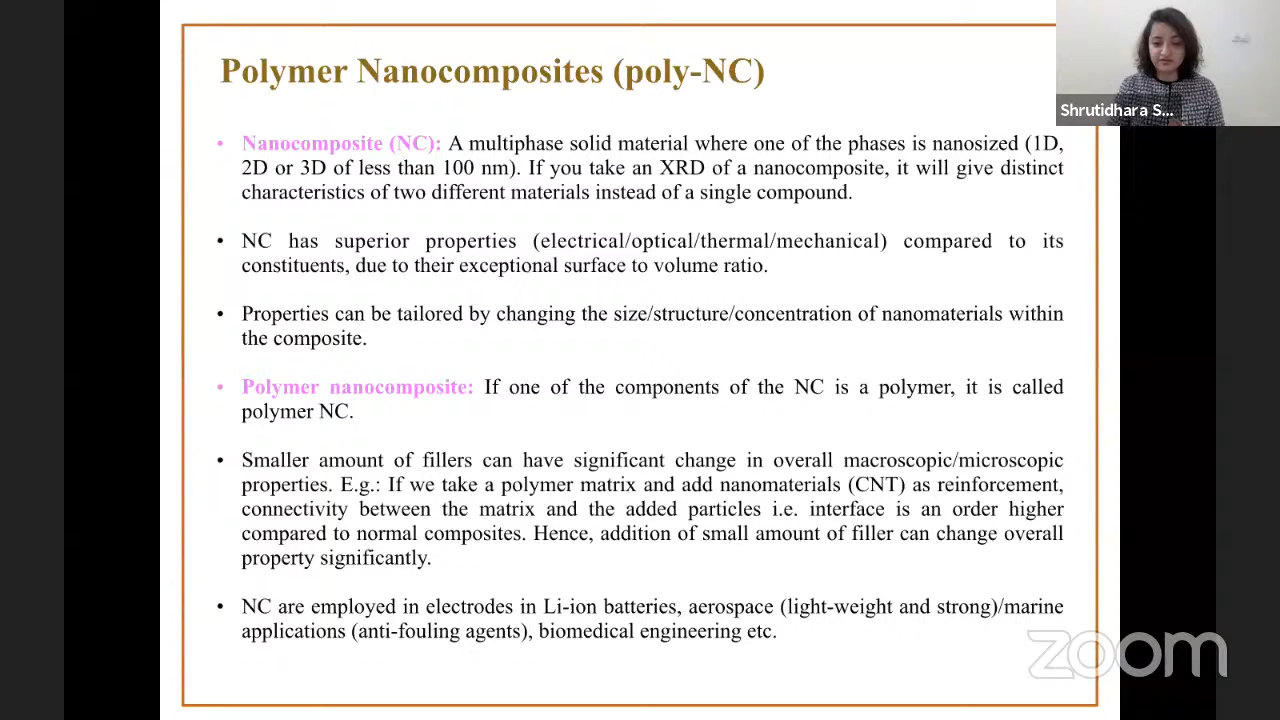 Polymer Nanocomposites (poly-NC)
Shrutidhara S...
• Nanocomposite (NC): A multiphase solid material where one of the phases is nanosized (1D,
2D or 3D of less than 100 nm). If you take an XRD of a nanocomposite, it will give distinct
characteristics of two different materials instead of a single compound.
• NC has superior properties (electrical/optical/thermal/mechanical) compared to its
constituents, due to their exceptional surface to volume ratio.
• Properties can be tailored by changing the size/structure/concentration of nanomaterials within
the composite.
• Polymer nanocomposite: If one of the components of the NC is a polymer, it is called
polymer NC.
• Smaller amount of fillers can have significant change in overall macroscopic/microscopic
properties. E.g.: If we take a polymer matrix and add nanomaterials (CNT) as reinforcement,
connectivity between the matrix and the added particles i.e. interface is an order higher
compared to normal composites. Hence, addition of small amount of filler can change overall
property significantly.
• NC are employed in electrodes in Li-ion batteries, aerospace (light-weight and strong)/marine
applications (anti-fouling agents), biomedical engineering etc.
zoom